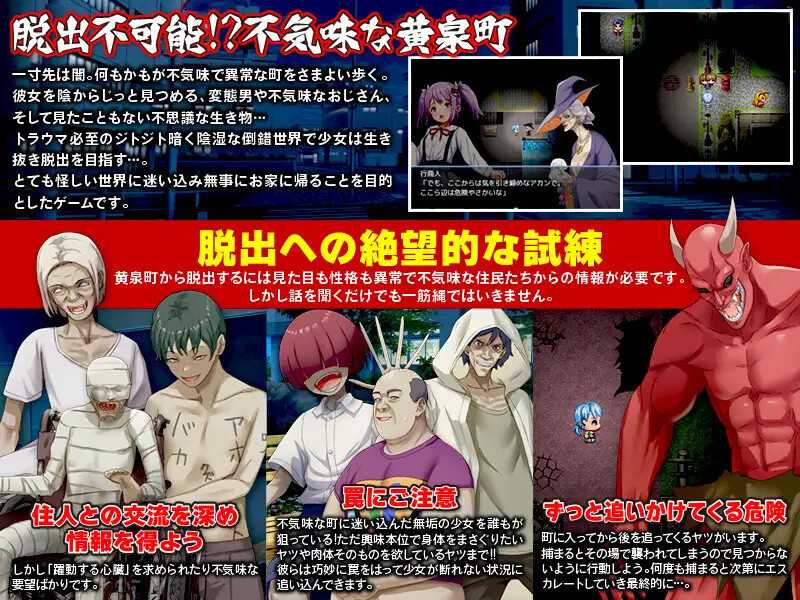 脱出不可能!?不気味な黄泉町
一寸先は闇。何もかもが不気味で異常な町をさまよい歩く。
彼女を陰からじっと見つめる、変態男や不気味なおじさん、
そして見たこともない不思議な生き物…
トラウマ必至のジトジト暗く陰湿な倒錯世界で少女は生き
抜き脱出を目指す…。
とても怪しい世界に迷い込み無事にお家に帰ることを目的
としたゲームです。
行商人
「でも、ここからは気を引き締めなアカンで。
ここら辺は危険やさかいな」
脱出への絶望的な試練
黄泉町から脱出するには見た目も性格も異常で不気味な住民たちからの情報が必要です。
しかし話を聞くだけでも一筋縄ではいきません。
アホ
バカ
住人との交流を深め
情報を得よう
しかし「躍動する心臓」を求められたり不気味な
要望ばかりです。
罠にご注意
不気味な町に迷い込んだ無垢の少女を誰もが
狙っている!ただ興味本位で身体をまさぐりたい
ヤツや肉体そのものを欲しているヤツまで!!
彼らは巧妙に罠をはって少女が断れない状況に
追い込んできます。
ずっと追いかけてくる危険
町に入ってから後を追ってくるヤツがいます。
捕まるとその場で襲われてしまうので見つからな
いように行動しよう。何度も捕まると次第にエス
カレートしていき最終的に…。